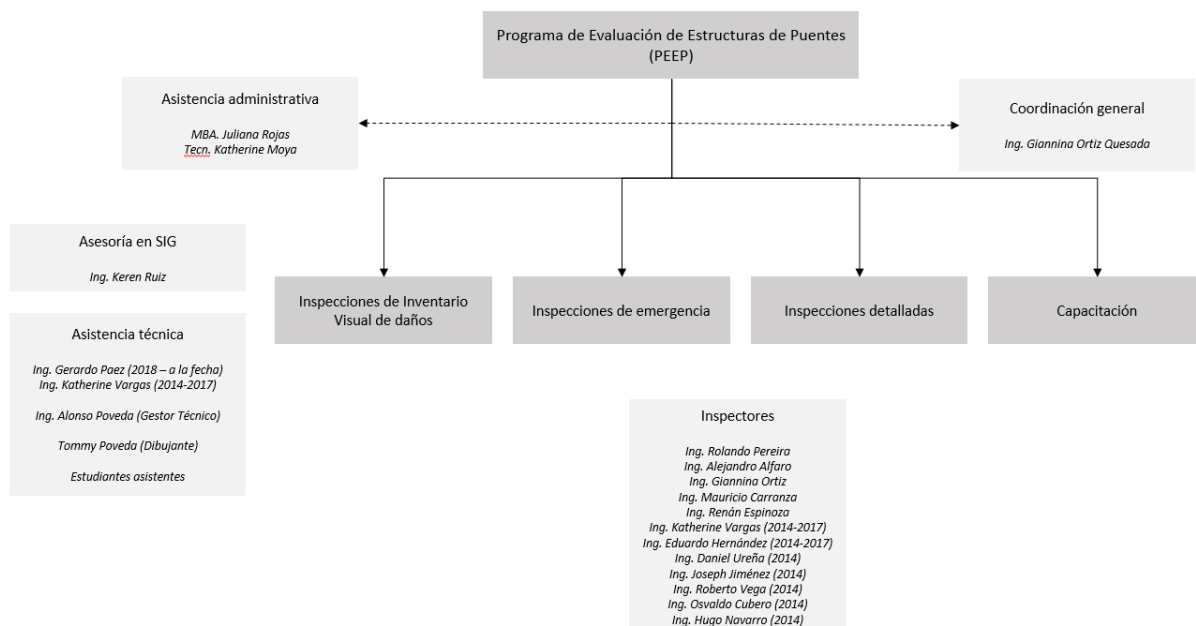 Programa de Evaluación de Estructuras de Puentes
(PEEP)
Asistencia administrativa
MBA. Juliana Rojas
Tecn. Katherine Moya
Coordinación general
Ing. Giannina Ortiz Quesada
Asesoría en SIG
Ing. Keren Ruiz
Asistencia técnica
Ing. Gerardo Paez (2018 – a la fecha)
Ing. Katherine Vargas (2014-2017)
Ing. Alonso Poveda (Gestor Técnico)
Tommy Poveda (Dibujante)
Estudiantes asistentes
Inspecciones de Inventario
Visual de daños
Inspecciones de emergencia
Inspecciones detalladas
Capacitación
Inspectores
Ing. Rolando Pereira
Ing. Alejandro Alfaro
Ing. Giannina Ortiz
Ing. Mauricio Carranza
Ing. Renán Espinoza
Ing. Katherine Vargas (2014-2017)
Ing. Eduardo Hernández (2014-2017)
Ing. Daniel Ureña (2014)
Ing. Joseph Jiménez (2014)
Ing. Roberto Vega (2014)
Ing. Osvaldo Cubero (2014)
Ing. Hugo Navarro (2014)